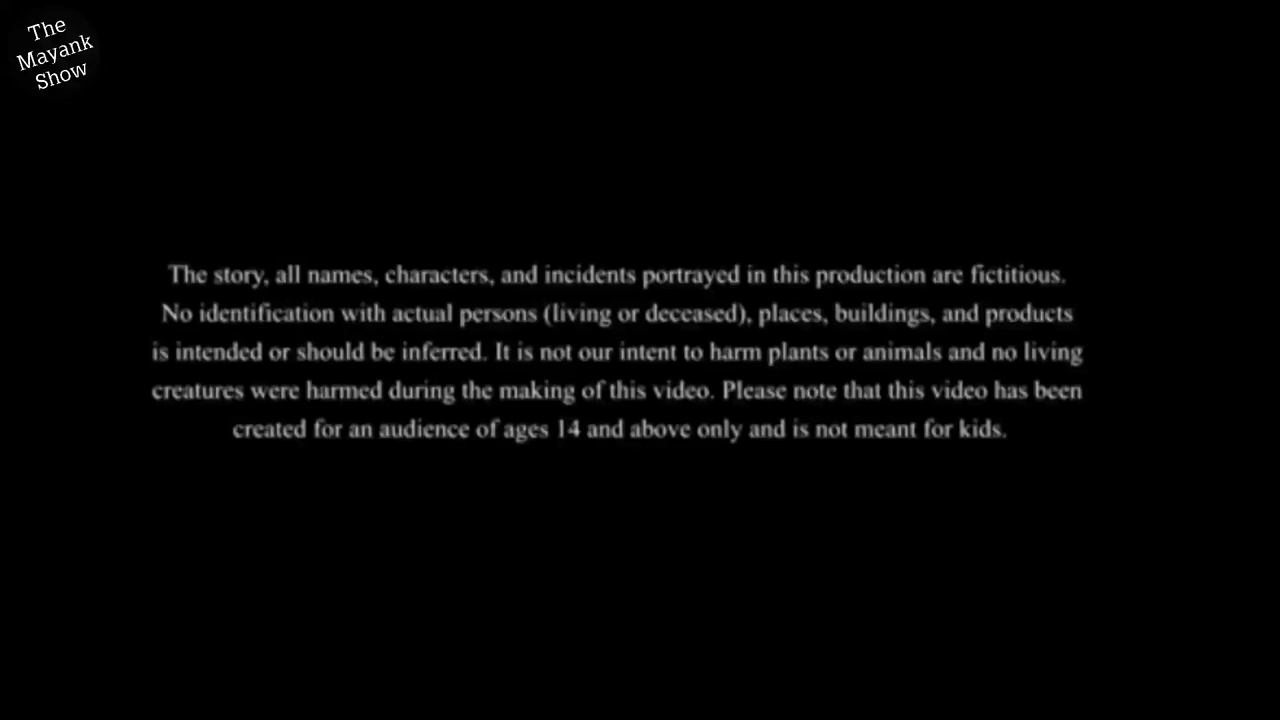 The
Mayank
Show
The story, all names, characters, and incidents portrayed in this production are fictitious.
No identification with actual persons (living or deceased), places, buildings, and products
is intended or should be inferred. It is not our intent to harm plants or animals and no living
creatures were harmed during the making of this video. Please note that this video has been
created for an audience of ages 14 and above only and is not meant for kids.